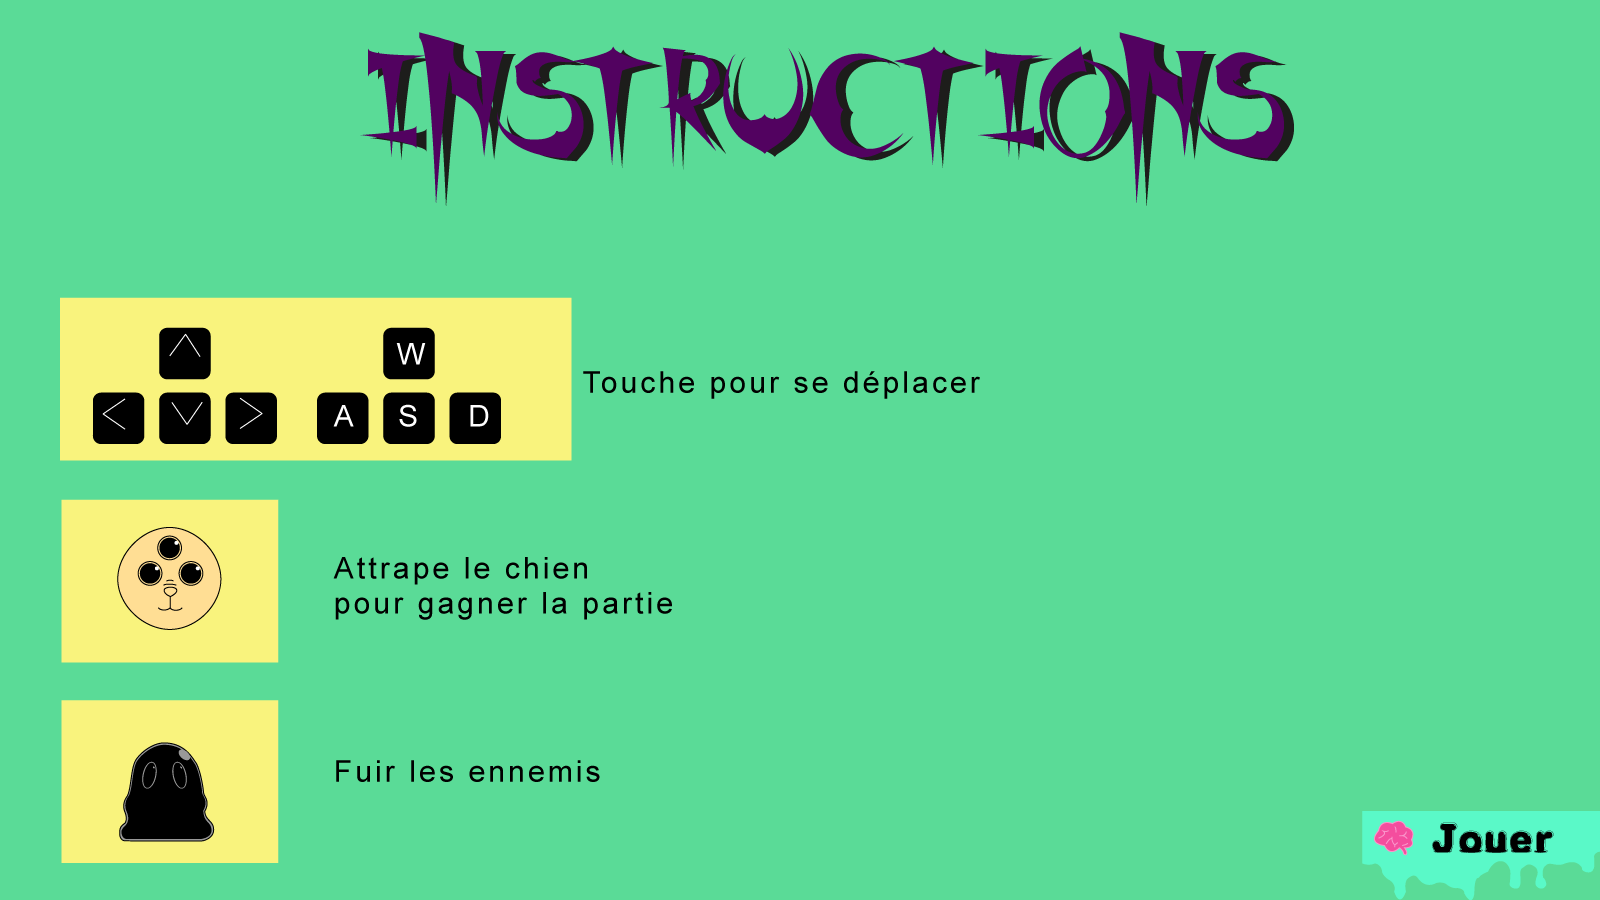 INSTRUCTIONS
W
A S D
Touche pour se déplacer
Attrape le chien
pour gagner la partie
Fuir les ennemis
Jouer